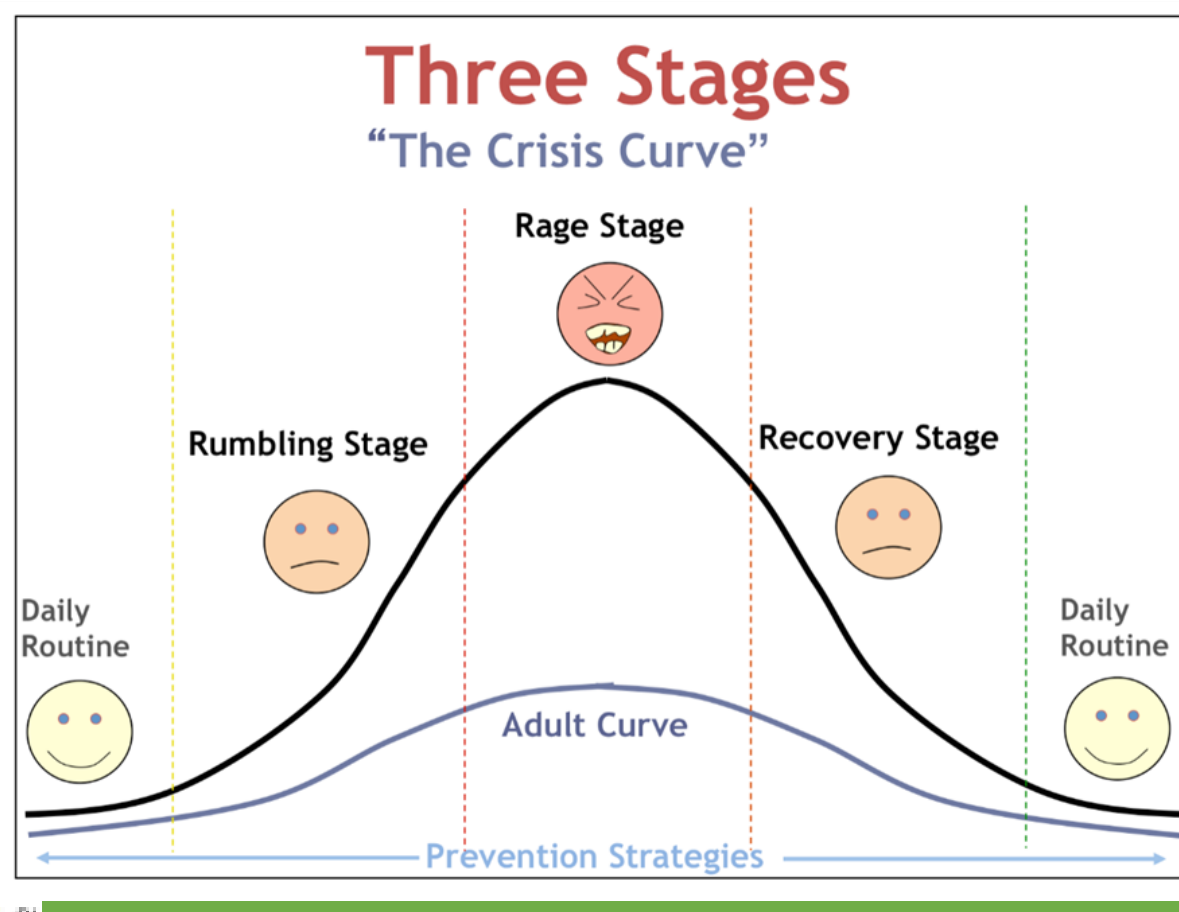 Three Stages
“The Crisis Curve”
Rage Stage
Rumbling Stage
Recovery Stage
Daily
Routine
Daily
Routine
Adult Curve
Prevention Strategies